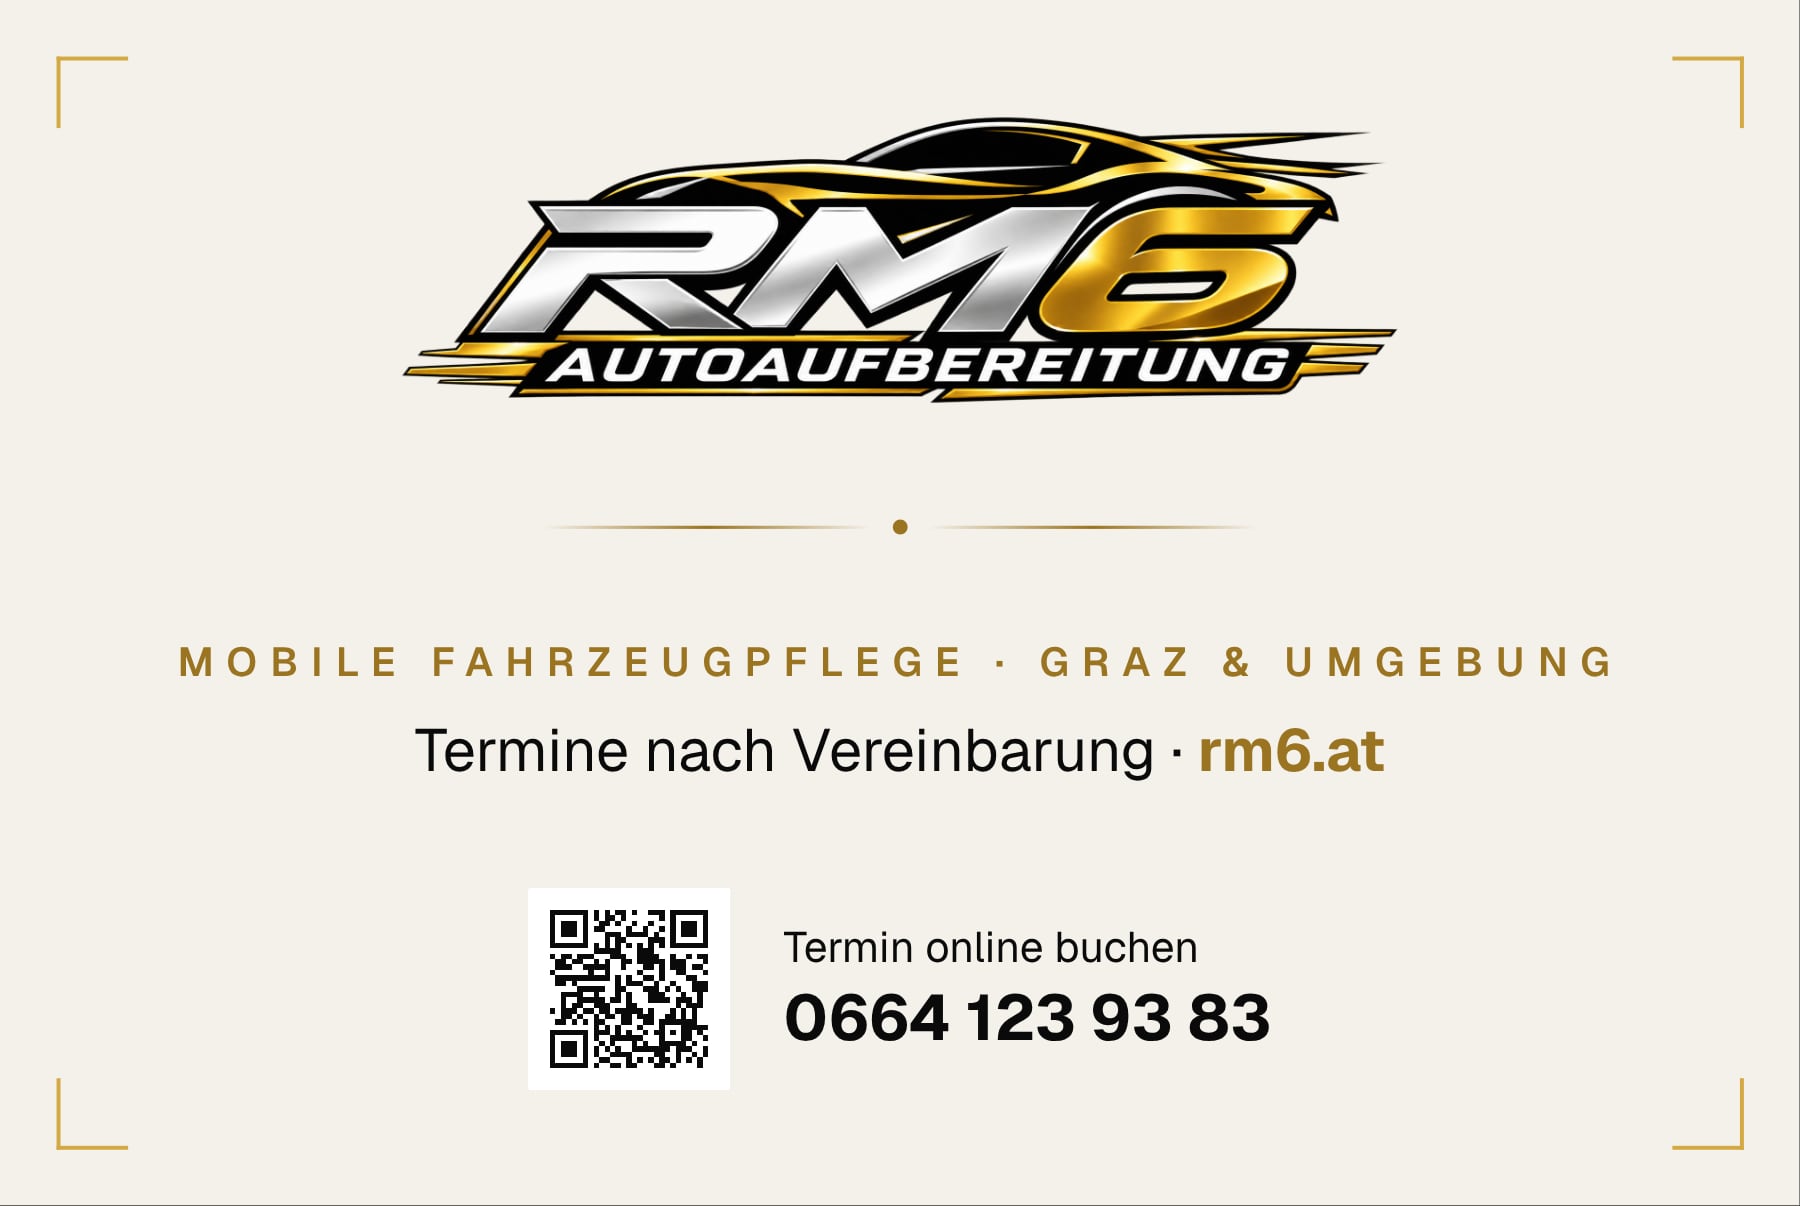 RM6
AUTOAUFBEREITUNG
MOBILE FAHRZEUGPFLEGE · GRAZ & UMGEBUNG
Termine nach Vereinbarung · rm6.at
Termin online buchen
0664 123 93 83